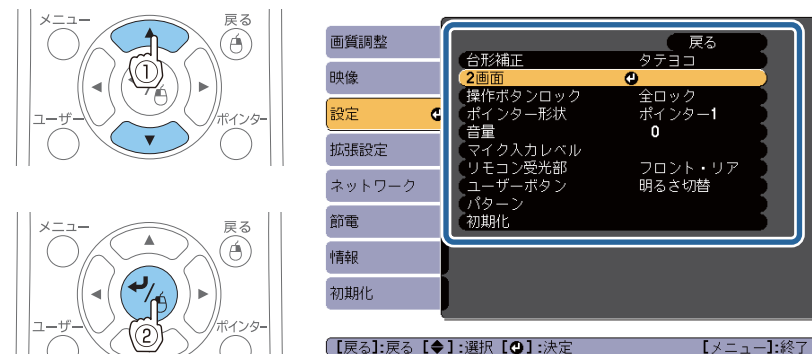 メニュー
戻る
①
ユーザー
ポインター
メニュー
戻る
②
ユーザー
ポインター
画質調整
映像
設定
拡張設定
ネットワーク
節電
情報
初期化
戻る
台形補正 タテヨコ
2画面
操作ボタンロック 全ロック
ポインター形状 ポインター1
音量 0
マイク入力レベル
リモコン受光部 フロント・リア
ユーザーボタン 明るさ切替
パターン
初期化
【戻る】:戻る 【◆】:選択 【⏎】:決定 【メニュー】:終了